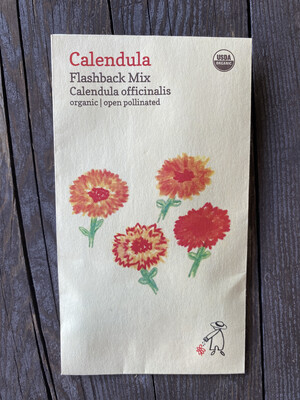 Calendula
USDA
ORGANIC
Flashback Mix
Calendula officinalis
organic | open pollinated